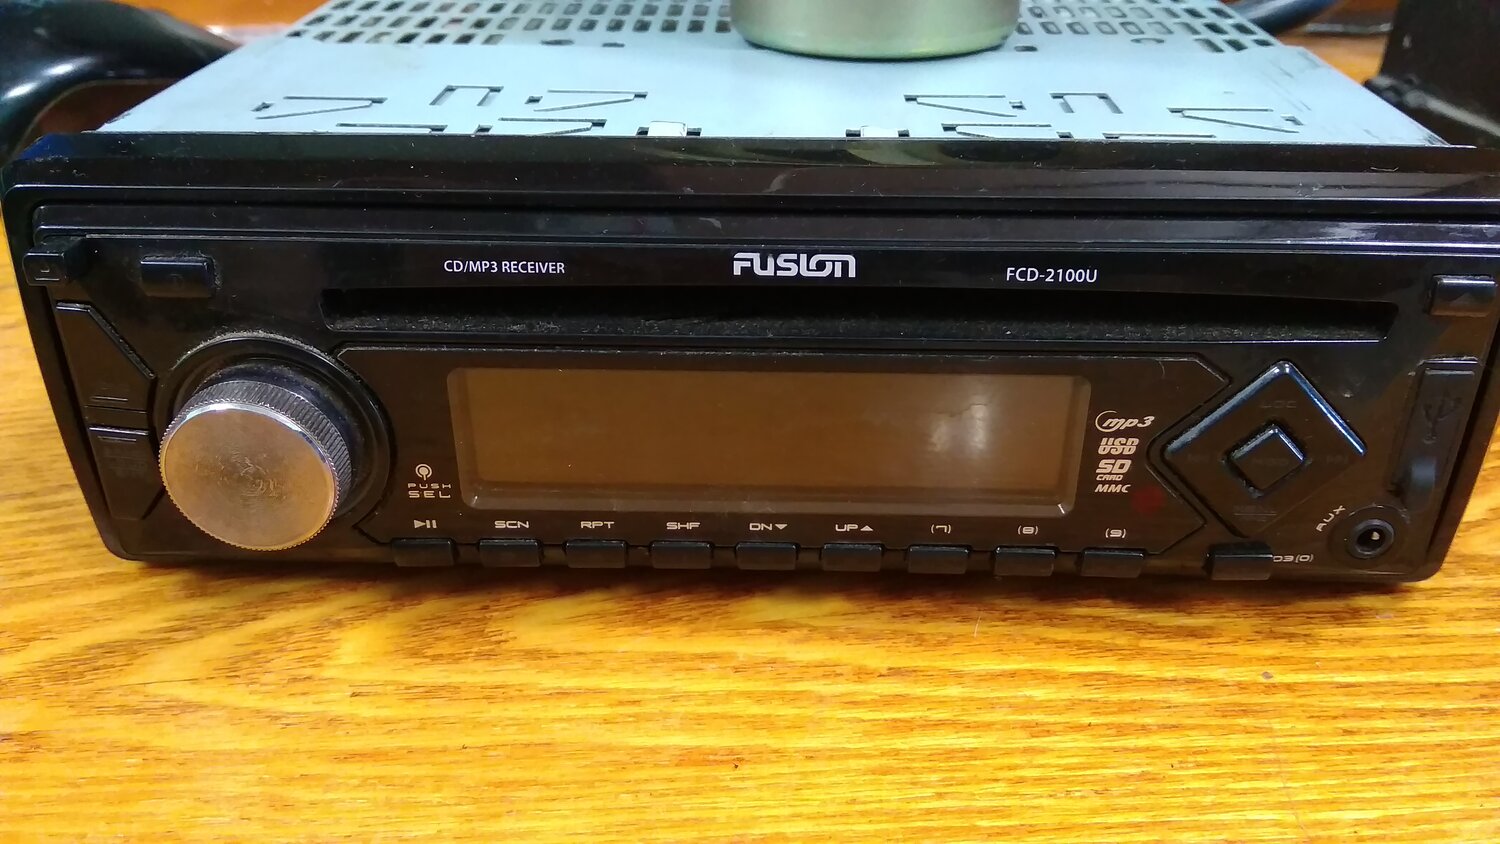 CD/MP3 RECEIVER
FUSION
FCD-2100U
mp3
USB
SD
CARD
MMC
PUSH
SEL
SCN
RPT
SHF
DN
UP
(7)
(8)
(9)
AUX